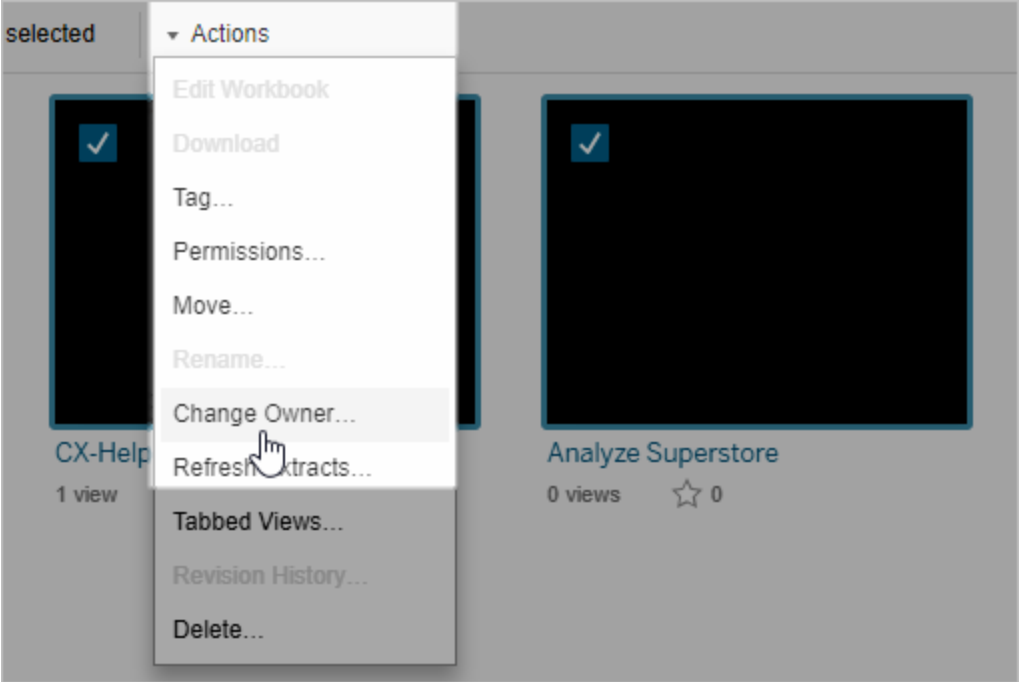 selected
Actions
Edit Workbook
Download
Tag...
Permissions...
Move...
Rename...
Change Owner...
Refresh
Tabbed Views...
Revision History...
Delete...
CX-Help
1 view
Analyze Superstore
0 views 0